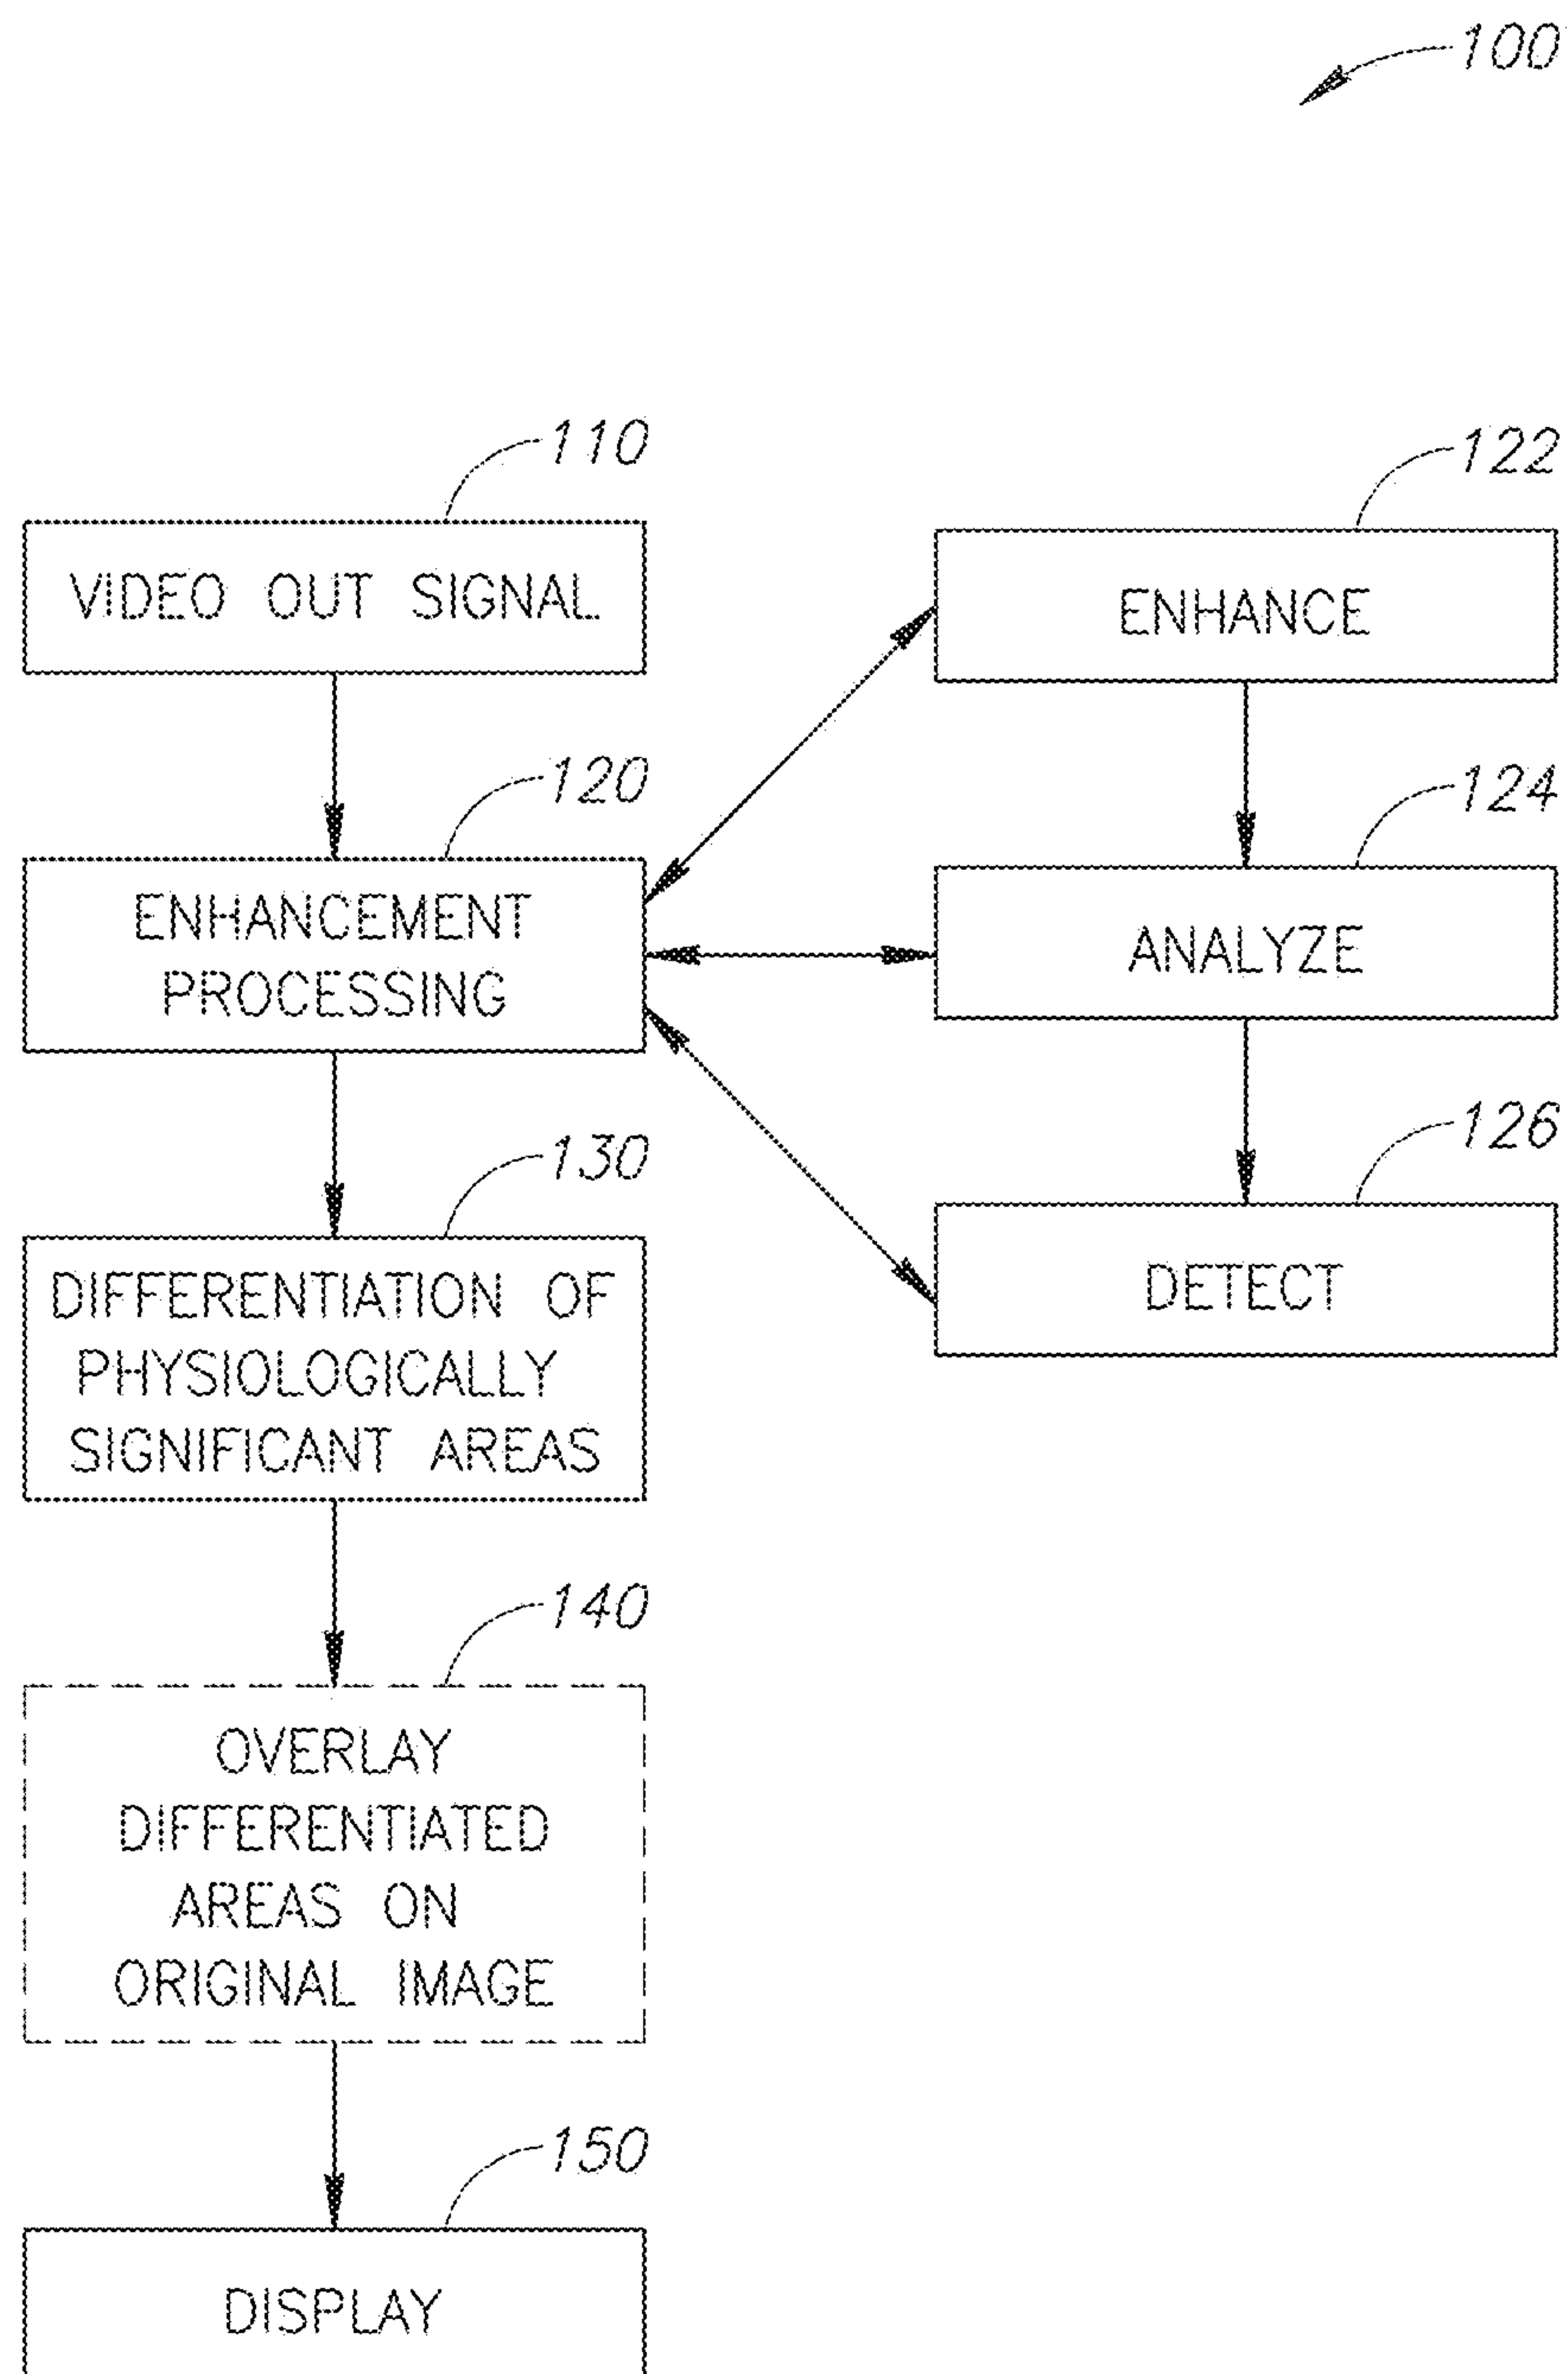 100
110
VIDEO OUT SIGNAL
120
ENHANCEMENT
PROCESSING
130
DIFFERENTIATION OF
PHYSIOLOGICALLY
SIGNIFICANT AREAS
140
OVERLAY
DIFFERENTIATED
AREAS ON
ORIGINAL IMAGE
150
DISPLAY
122
ENHANCE
124
ANALYZE
126
DETECT